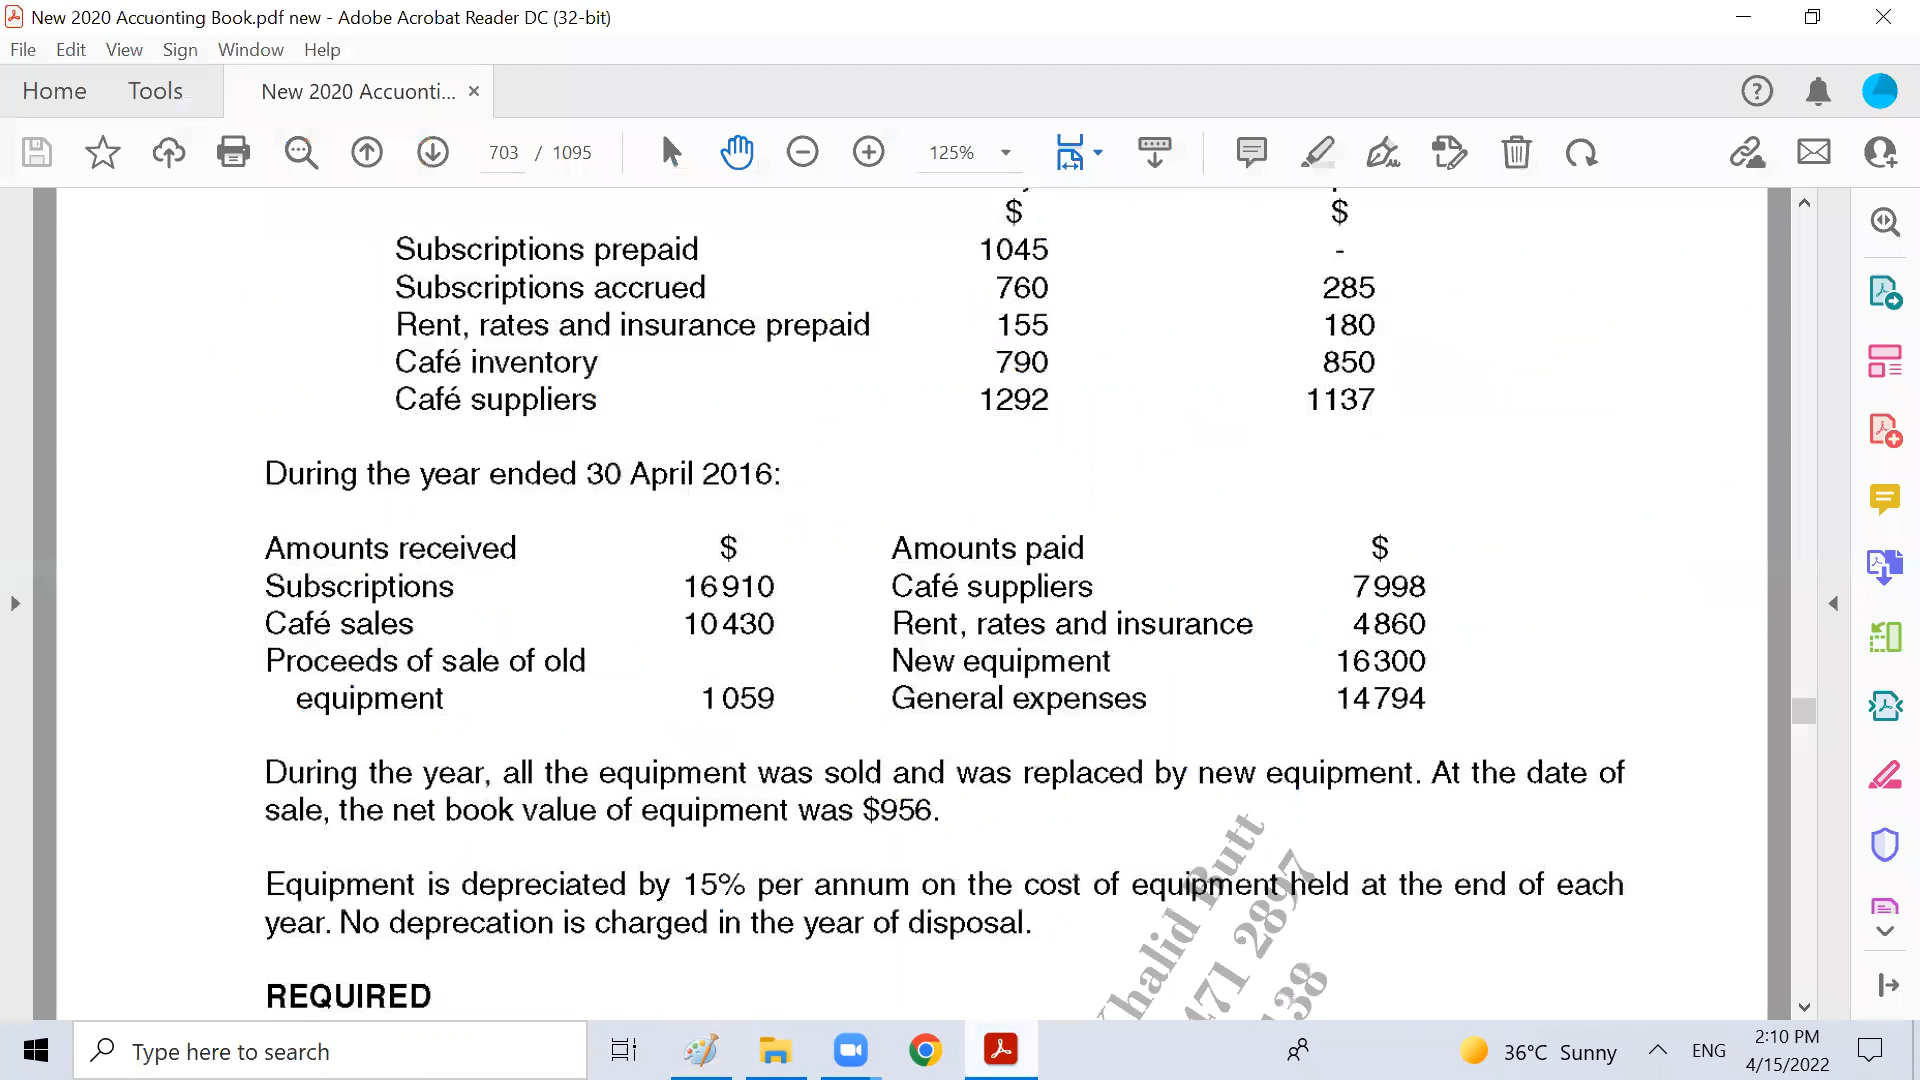 New 2020 Accuonting Book.pdf new - Adobe Acrobat Reader DC (32-bit)
File Edit View Sign Window Help
Home Tools New 2020 Accuonti... ×
703 / 1095 125%
$ $
Subscriptions prepaid 1045 -
Subscriptions accrued 760 285
Rent, rates and insurance prepaid 155 180
Café inventory 790 850
Café suppliers 1292 1137
During the year ended 30 April 2016:
Amounts received $ Amounts paid $
Subscriptions 16910 Café suppliers 7998
Café sales 10430 Rent, rates and insurance 4860
Proceeds of sale of old New equipment 16300
equipment 1059 General expenses 14794
During the year, all the equipment was sold and was replaced by new equipment. At the date of
sale, the net book value of equipment was $956.
Equipment is depreciated by 15% per annum on the cost of equipment held at the end of each
year. No deprecation is charged in the year of disposal.
REQUIRED
Khalid Butt
471 2897
138
Type here to search
36°C Sunny ENG 2:10 PM
4/15/2022